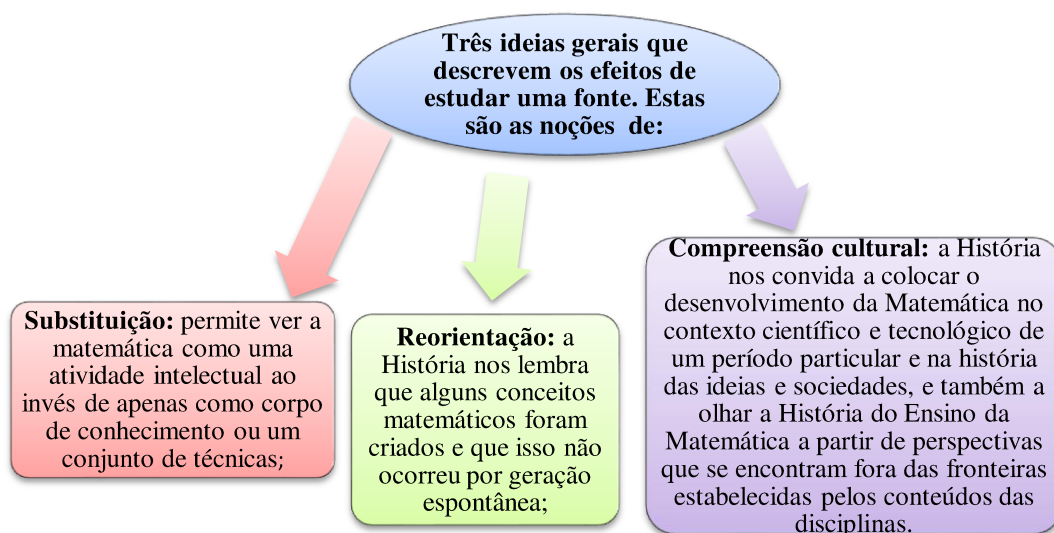 Três ideias gerais que
descrevem os efeitos de
estudar uma fonte. Estas
são as noções de:
Substituição: permite ver a
matemática como uma
atividade intelectual ao
invés de apenas como corpo
de conhecimento ou um
conjunto de técnicas;
Reorientação: a
História nos lembra
que alguns conceitos
matemáticos foram
criados e que isso não
ocorreu por geração
espontânea;
Compreensão cultural: a História
nos convida a colocar o
desenvolvimento da Matemática no
contexto científico e tecnológico de
um período particular e na história
das ideias e sociedades, e também a
olhar a História do Ensino da
Matemática a partir de perspectivas
que se encontram fora das fronteiras
estabelecidas pelos conteúdos das
disciplinas.